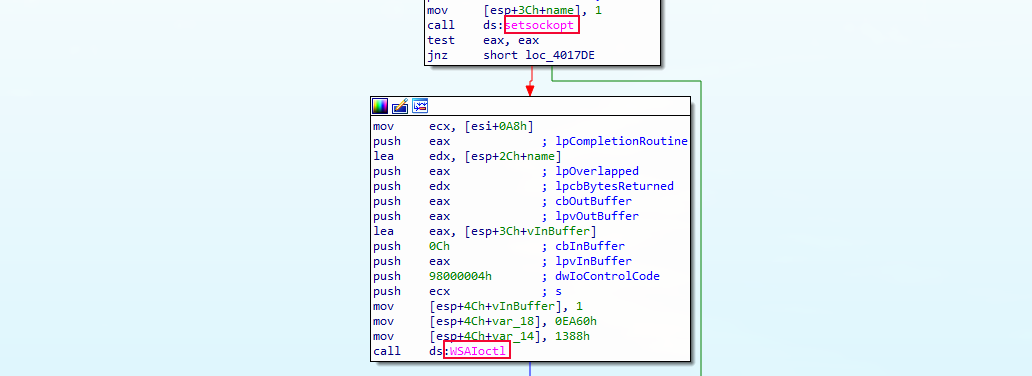 mov [esp+3Ch+name], 1
call ds:setsockopt
test eax, eax
jnz short loc_4017DE
mov ecx, [esi+0A8h]
push eax ; lpCompletionRoutine
lea edx, [esp+2Ch+name]
push eax ; lpOverlapped
push edx ; lpcbBytesReturned
push eax ; cbOutBuffer
push eax ; lpvOutBuffer
lea eax, [esp+3Ch+vInBuffer]
push 0Ch ; cbInBuffer
push eax ; lpvInBuffer
push 98000004h ; dwIoControlCode
push ecx ; s
mov [esp+4Ch+vInBuffer], 1
mov [esp+4Ch+var_18], 0EA60h
mov [esp+4Ch+var_14], 1388h
call ds:WSAIoctl